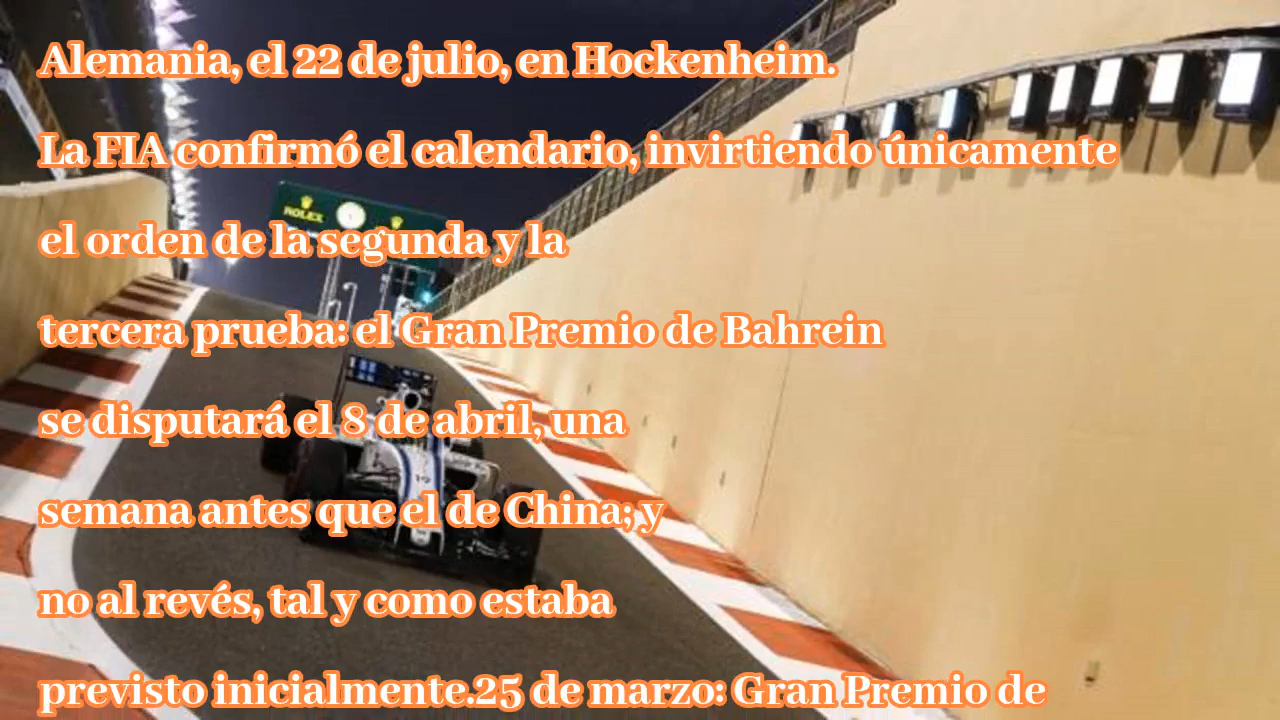 Alemania, el 22 de julio, en Hockenheim.
La FIA confirmó el calendario, invirtiendo únicamente
ROLEX
el orden de la segunda y la
tercera prueba: el Gran Premio de Bahrein
se disputará el 8 de abril, una
semana antes que el de China; y
no al revés, tal y como estaba
previsto inicialmente.25 de marzo: Gran Premio de